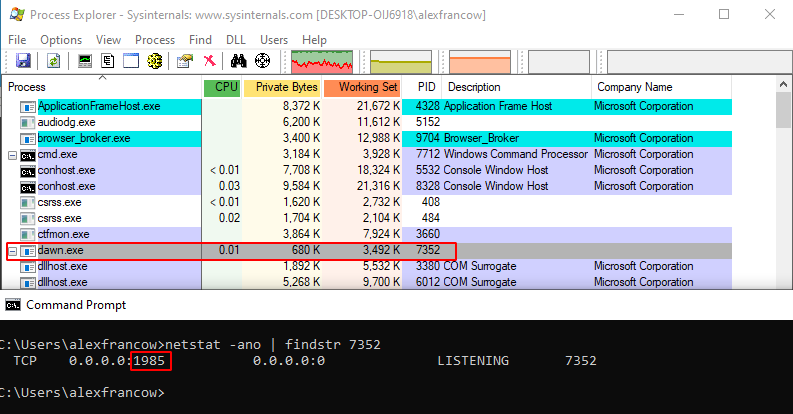 Process Explorer - Sysinternals: www.sysinternals.com [DESKTOP-OIJ6918\alexfrancow]
File Options View Process Find DLL Users Help
Process CPU Private Bytes Working Set PID Description Company Name
ApplicationFrameHost.exe 8,372 K 21,672 K 4328 Application Frame Host Microsoft Corporation
audiodg.exe 6,200 K 11,612 K 5152
browser_broker.exe 3,400 K 12,988 K 9704 Browser_Broker Microsoft Corporation
cmd.exe 3,184 K 3,928 K 7712 Windows Command Processor Microsoft Corporation
conhost.exe < 0.01 7,708 K 18,324 K 5532 Console Window Host Microsoft Corporation
conhost.exe 0.03 9,584 K 21,316 K 8328 Console Window Host Microsoft Corporation
csrss.exe < 0.01 1,620 K 2,732 K 408
csrss.exe 0.02 1,704 K 2,104 K 484
ctfmon.exe 3,864 K 7,924 K 3660
dawn.exe 0.01 680 K 3,492 K 7352
dllhost.exe 1,892 K 5,532 K 3380 COM Surrogate Microsoft Corporation
dllhost.exe 5,268 K 9,700 K 6012 COM Surrogate Microsoft Corporation
Command Prompt
C:\Users\alexfrancow>netstat -ano | findstr 7352
TCP 0.0.0.0:1985 0.0.0.0:0 LISTENING 7352
C:\Users\alexfrancow>